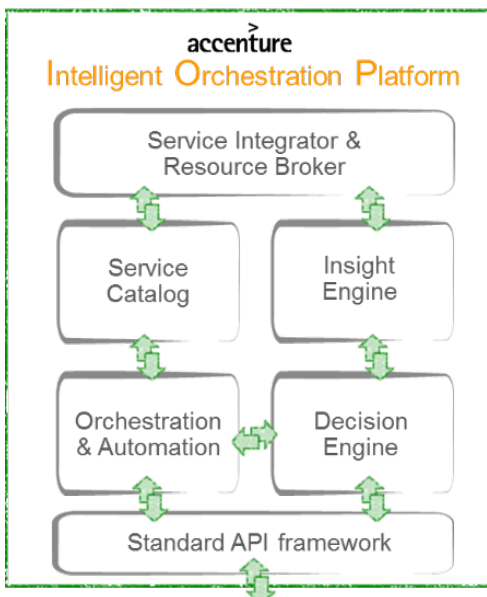 accenture
Intelligent Orchestration Platform
Service Integrator &
Resource Broker
Service
Catalog
Insight
Engine
Orchestration
& Automation
Decision
Engine
Standard API framework